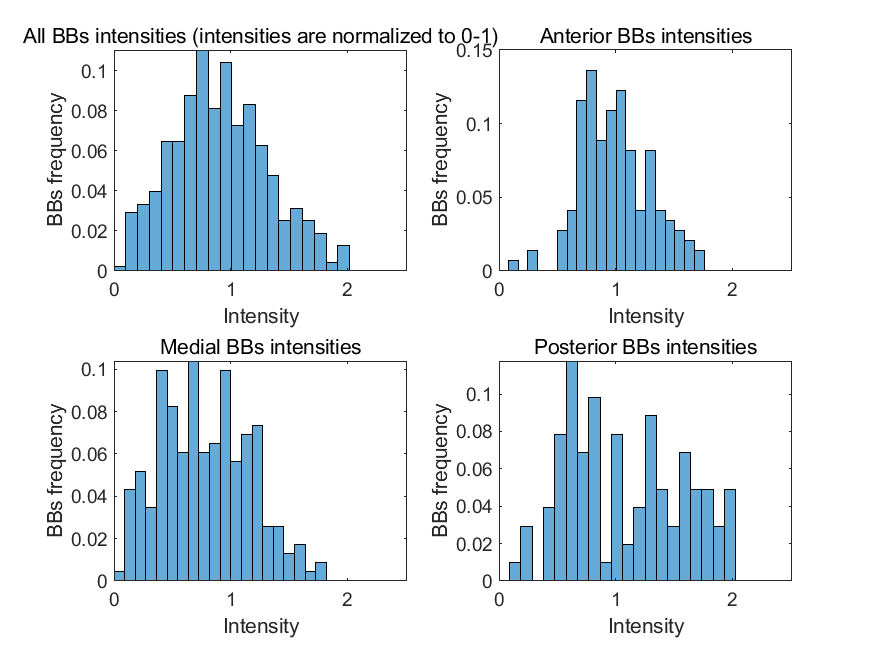 All BBs intensities (intensities are normalized to 0-1)
0.1
0.08
0.06
0.04
0.02
0
BBs frequency
0 1 2
Intensity
Anterior BBs intensities
0.15
0.1
0.05
0
BBs frequency
0 1 2
Intensity
Medial BBs intensities
0.1
0.08
0.06
0.04
0.02
0
BBs frequency
0 1 2
Intensity
Posterior BBs intensities
0.1
0.08
0.06
0.04
0.02
0
BBs frequency
0 1 2
Intensity